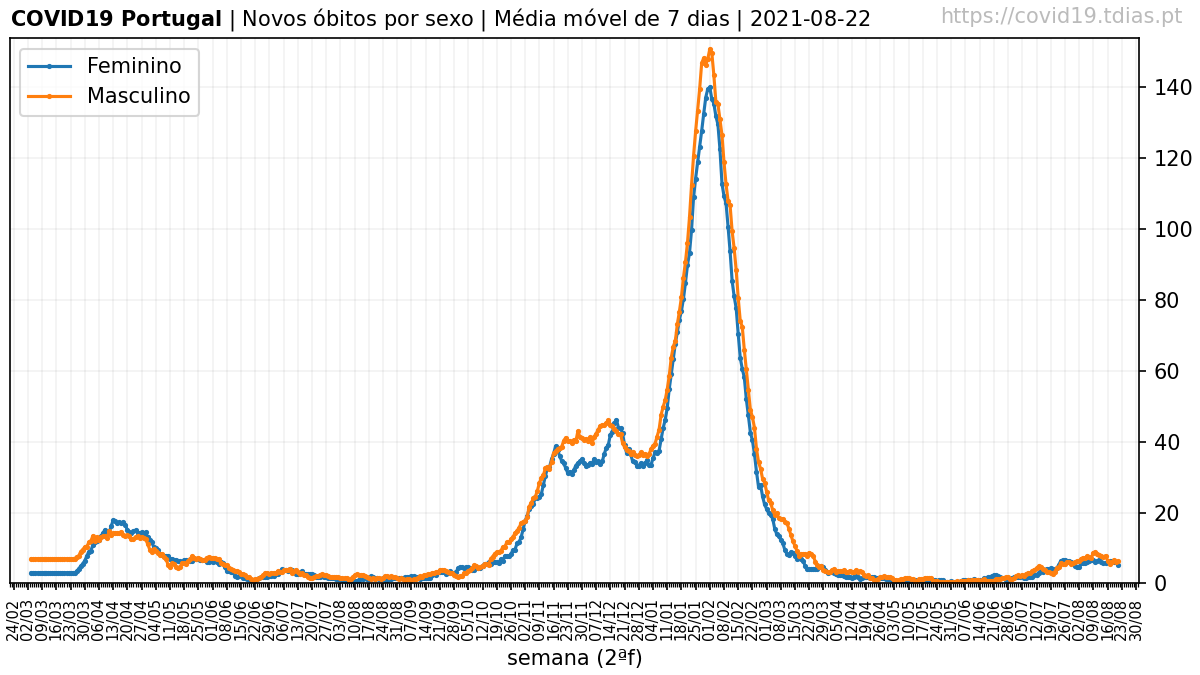 COVID19 Portugal | Novos óbitos por sexo | Média móvel de 7 dias | 2021-08-22
https://covid19.tdias.pt
Feminino
Masculino
140
120
100
80
60
40
20
0
24/02 02/03 09/03 16/03 23/03 30/03 06/04 13/04 20/04 27/04 04/05 11/05 18/05 25/05 01/06 08/06 15/06 22/06 29/06 06/07 13/07 20/07 27/07 03/08 10/08 17/08 24/08 31/08 07/09 14/09 21/09 28/09 05/10 12/10 19/10 26/10 02/11 09/11 16/11 23/11 30/11 07/12 14/12 21/12 28/12 04/01 11/01 18/01 25/01 01/02 08/02 15/02 22/02 01/03 08/03 15/03 22/03 29/03 05/04 12/04 19/04 26/04 03/05 10/05 17/05 24/05 31/05 07/06 14/06 21/06 28/06 05/07 12/07 19/07 26/07 02/08 09/08 16/08 23/08 30/08
semana (2ªf)